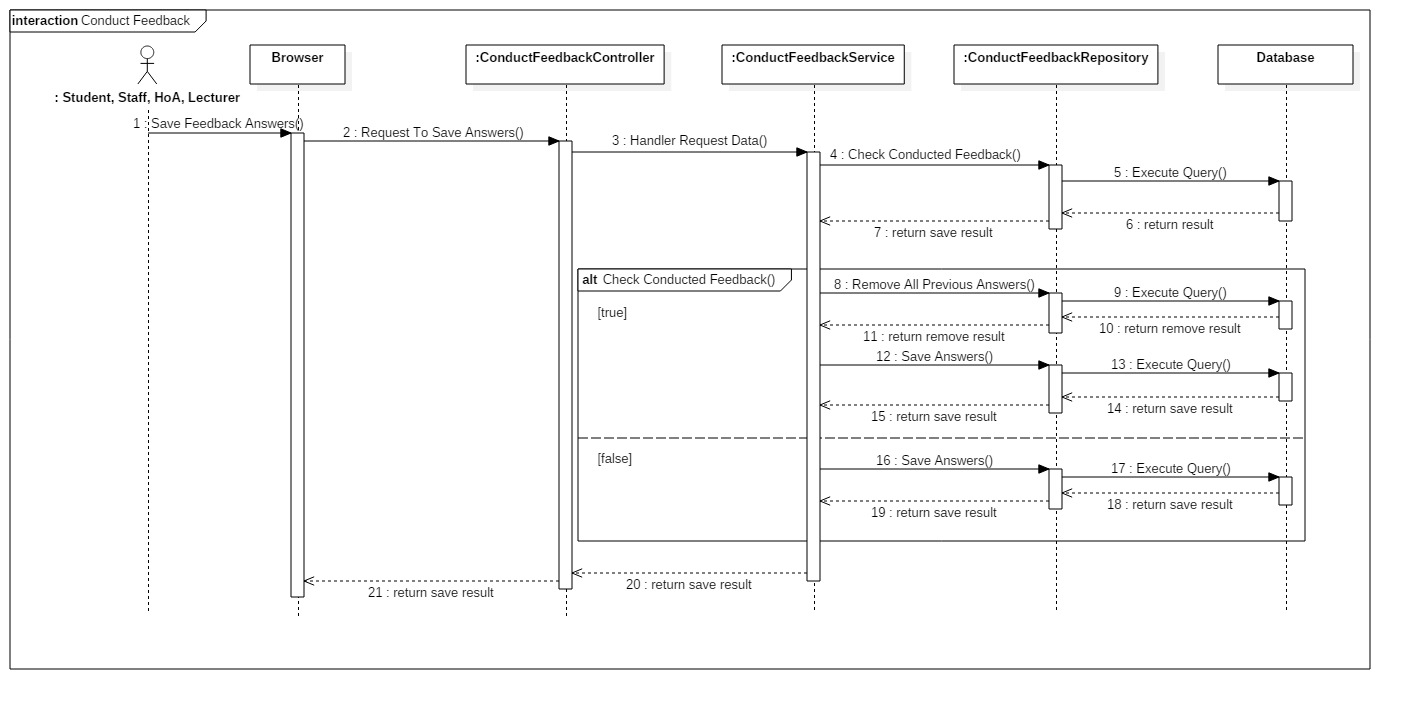 interaction Conduct Feedback
Browser
:ConductFeedbackController
:ConductFeedbackService
:ConductFeedbackRepository
Database
: Student, Staff, HoA, Lecturer
1 : Save Feedback Answers()
2 : Request To Save Answers()
3 : Handler Request Data()
4 : Check Conducted Feedback()
5 : Execute Query()
6 : return result
7 : return save result
alt Check Conducted Feedback()
8 : Remove All Previous Answers()
9 : Execute Query()
[true]
10 : return remove result
11 : return remove result
12 : Save Answers()
13 : Execute Query()
14 : return save result
15 : return save result
[false]
16 : Save Answers()
17 : Execute Query()
18 : return save result
19 : return save result
20 : return save result
21 : return save result